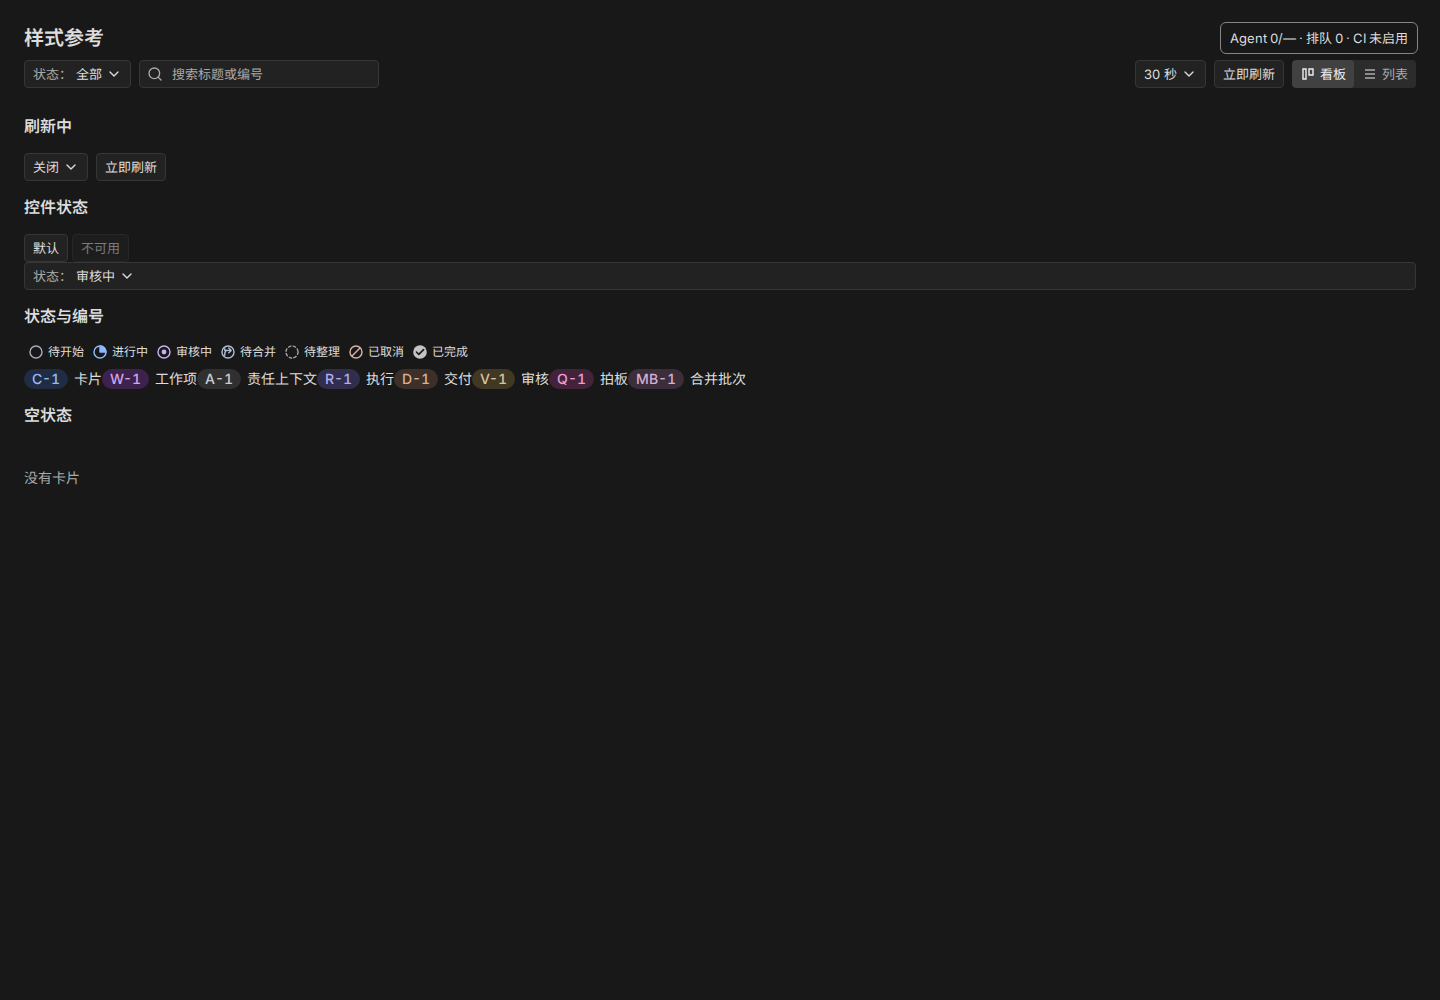 样式参考
Agent 0/— · 排队 0 · CI 未启用
状态: 全部 搜索标题或编号 30 秒 立即刷新 看板 列表
刷新中
关闭 立即刷新
控件状态
默认 不可用
状态: 审核中
状态与编号
待开始 进行中 审核中 待合并 待整理 已取消 已完成
C-1 卡片 W-1 工作项 A-1 责任上下文 R-1 执行 D-1 交付 V-1 审核 Q-1 拍板 MB-1 合并批次
空状态
没有卡片